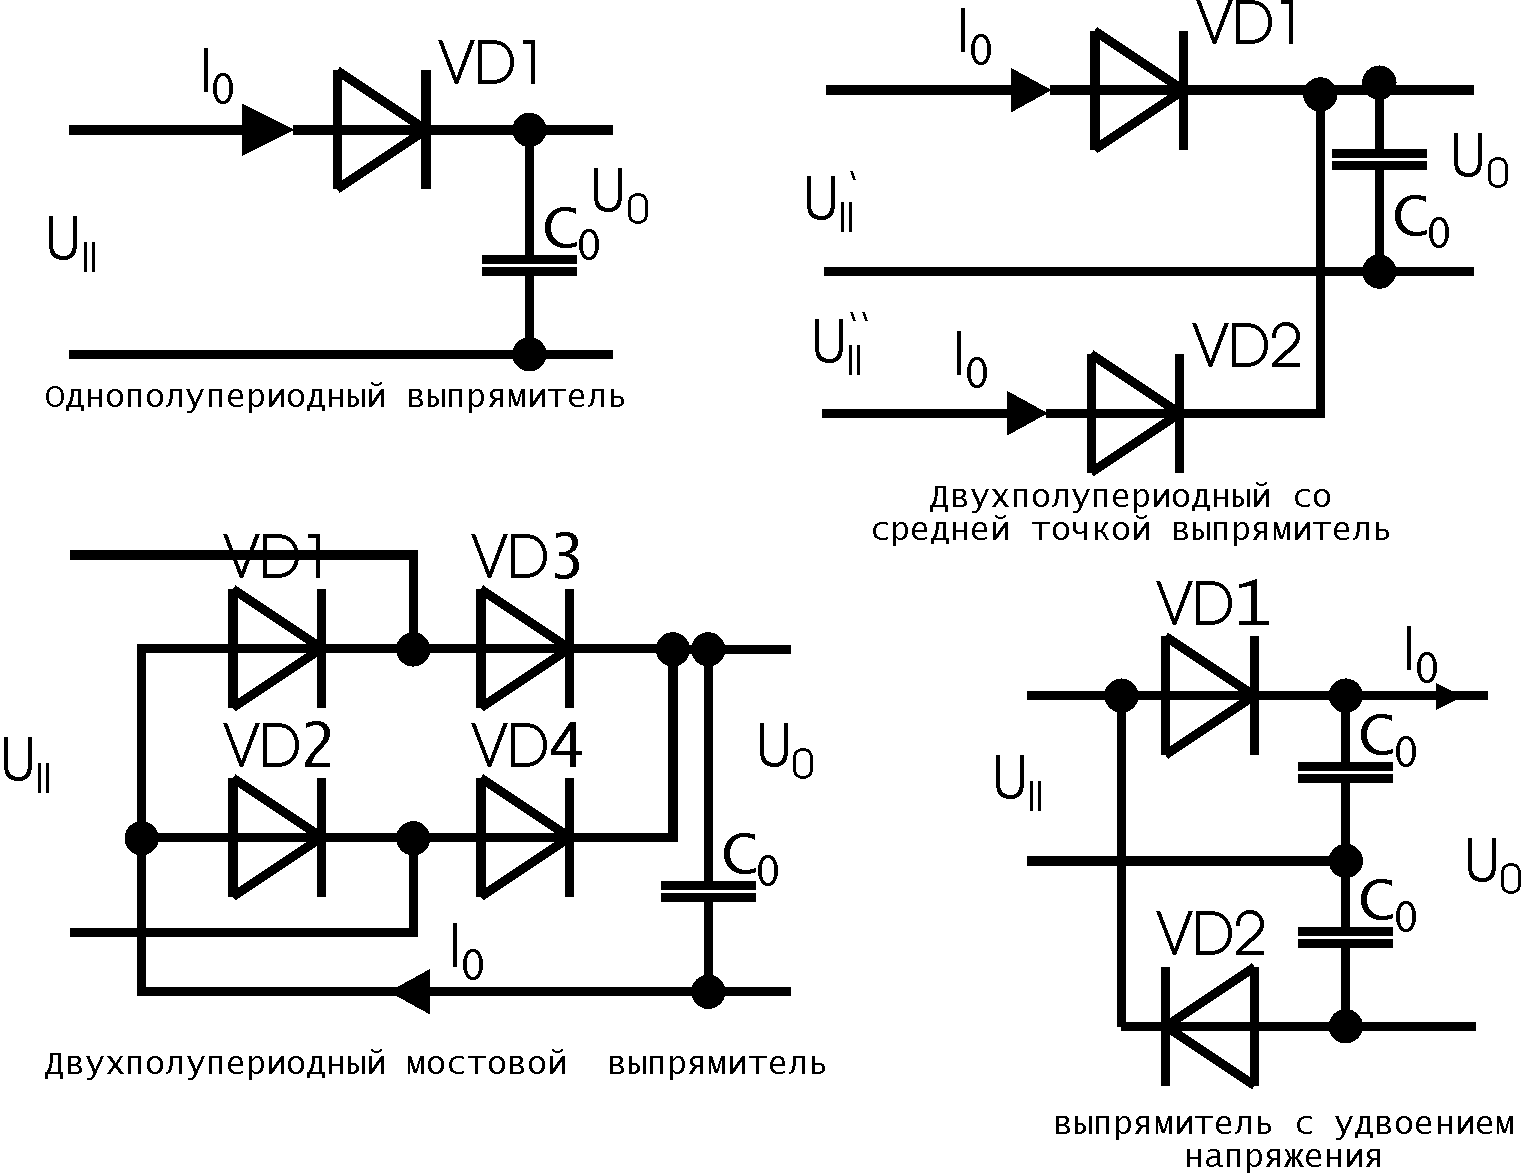 I0 VD1
U0
C0
UII
Однополупериодный выпрямитель
I0 VD1
UII`
U0
C0
UII``
I0 VD2
Двухполупериодный со
средней точкой выпрямитель
VD1 VD3
VD2 VD4
UII
U0
C0
I0
Двухполупериодный мостовой выпрямитель
VD1
I0
C0
UII
U0
C0
VD2
выпрямитель с удвоением
напряжения